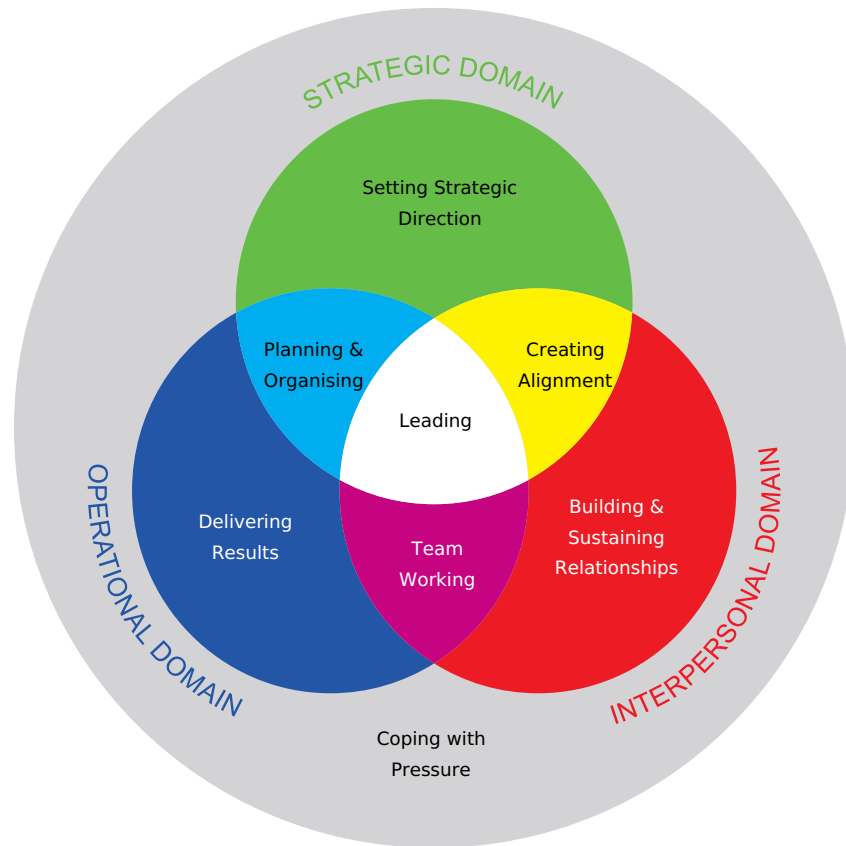 STRATEGIC DOMAIN
Setting Strategic
Direction
Planning &
Organising
Creating
Alignment
Leading
OPERATIONAL DOMAIN
Delivering
Results
Team
Working
Building &
Sustaining
Relationships
INTERPERSONAL DOMAIN
Coping with
Pressure